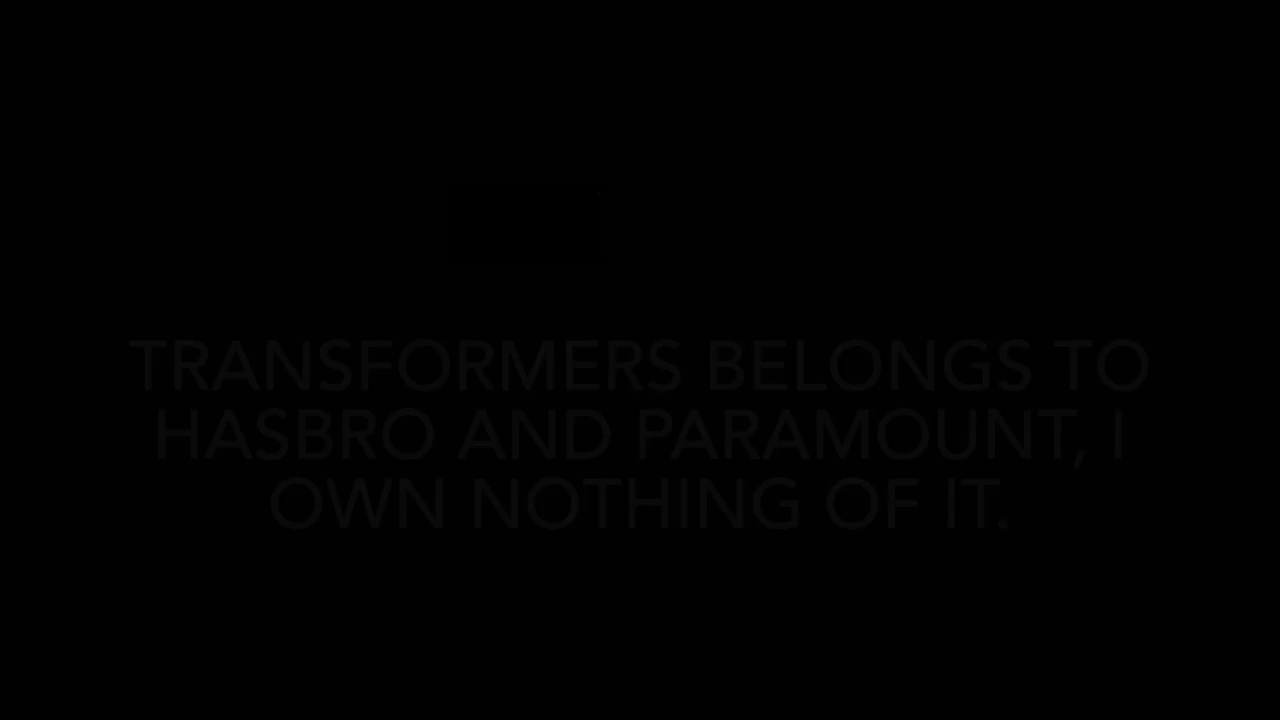 TRANSFORMERS BELONGS TO
HASBRO AND PARAMOUNT, I
OWN NOTHING OF IT.